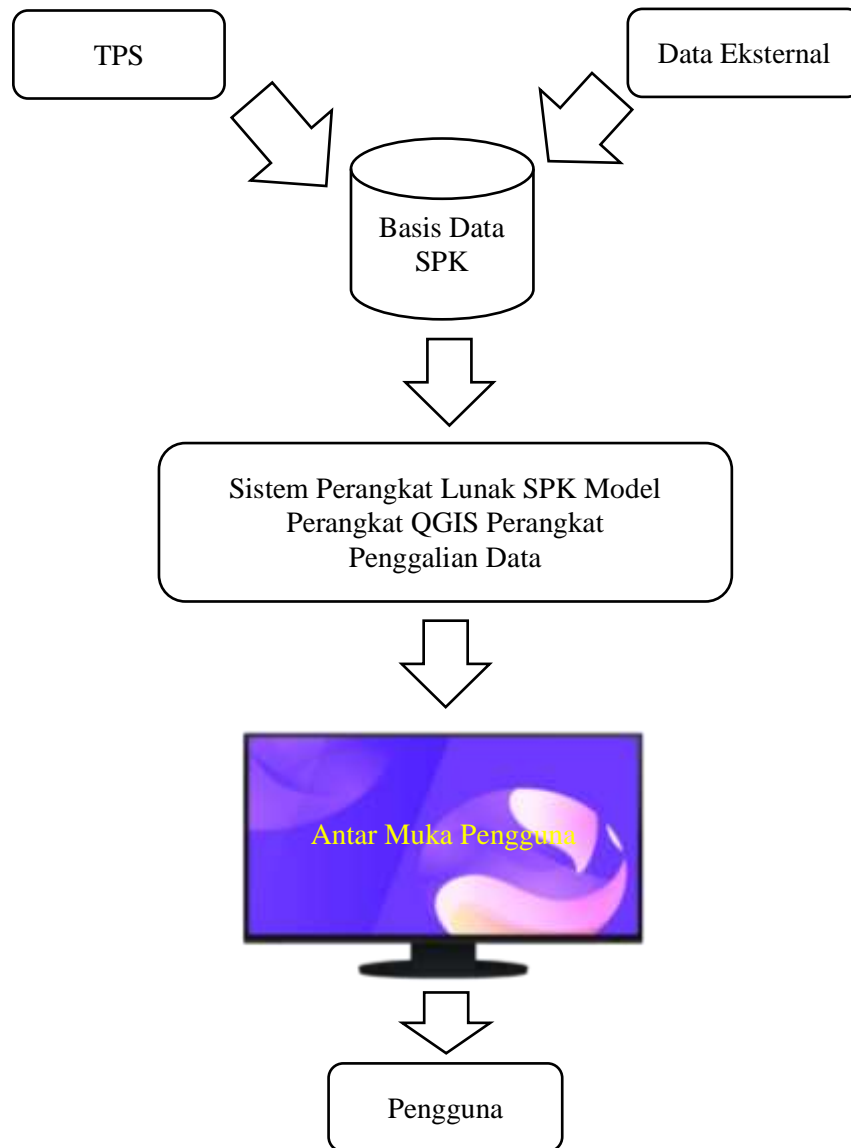 TPS
Data Eksternal
Basis Data
SPK
Sistem Perangkat Lunak SPK Model
Perangkat QGIS Perangkat
Penggalian Data
Antar Muka Pengguna
Pengguna